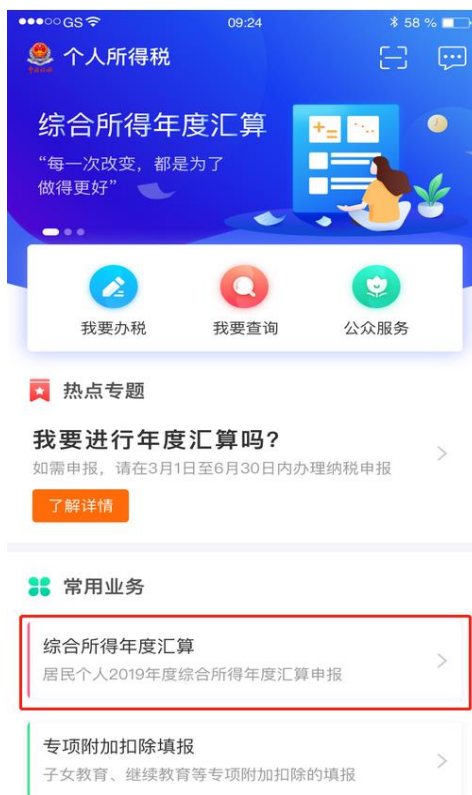 GS 09:24 58 %
个人所得税
综合所得年度汇算
“每一次改变，都是为了
做得更好”
我要办税 我要查询 公众服务
热点专题
我要进行年度汇算吗?
如需申报，请在3月1日至6月30日内办理纳税申报
了解详情
常用业务
综合所得年度汇算
居民个人2019年度综合所得年度汇算申报
专项附加扣除填报
子女教育、继续教育等专项附加扣除的填报